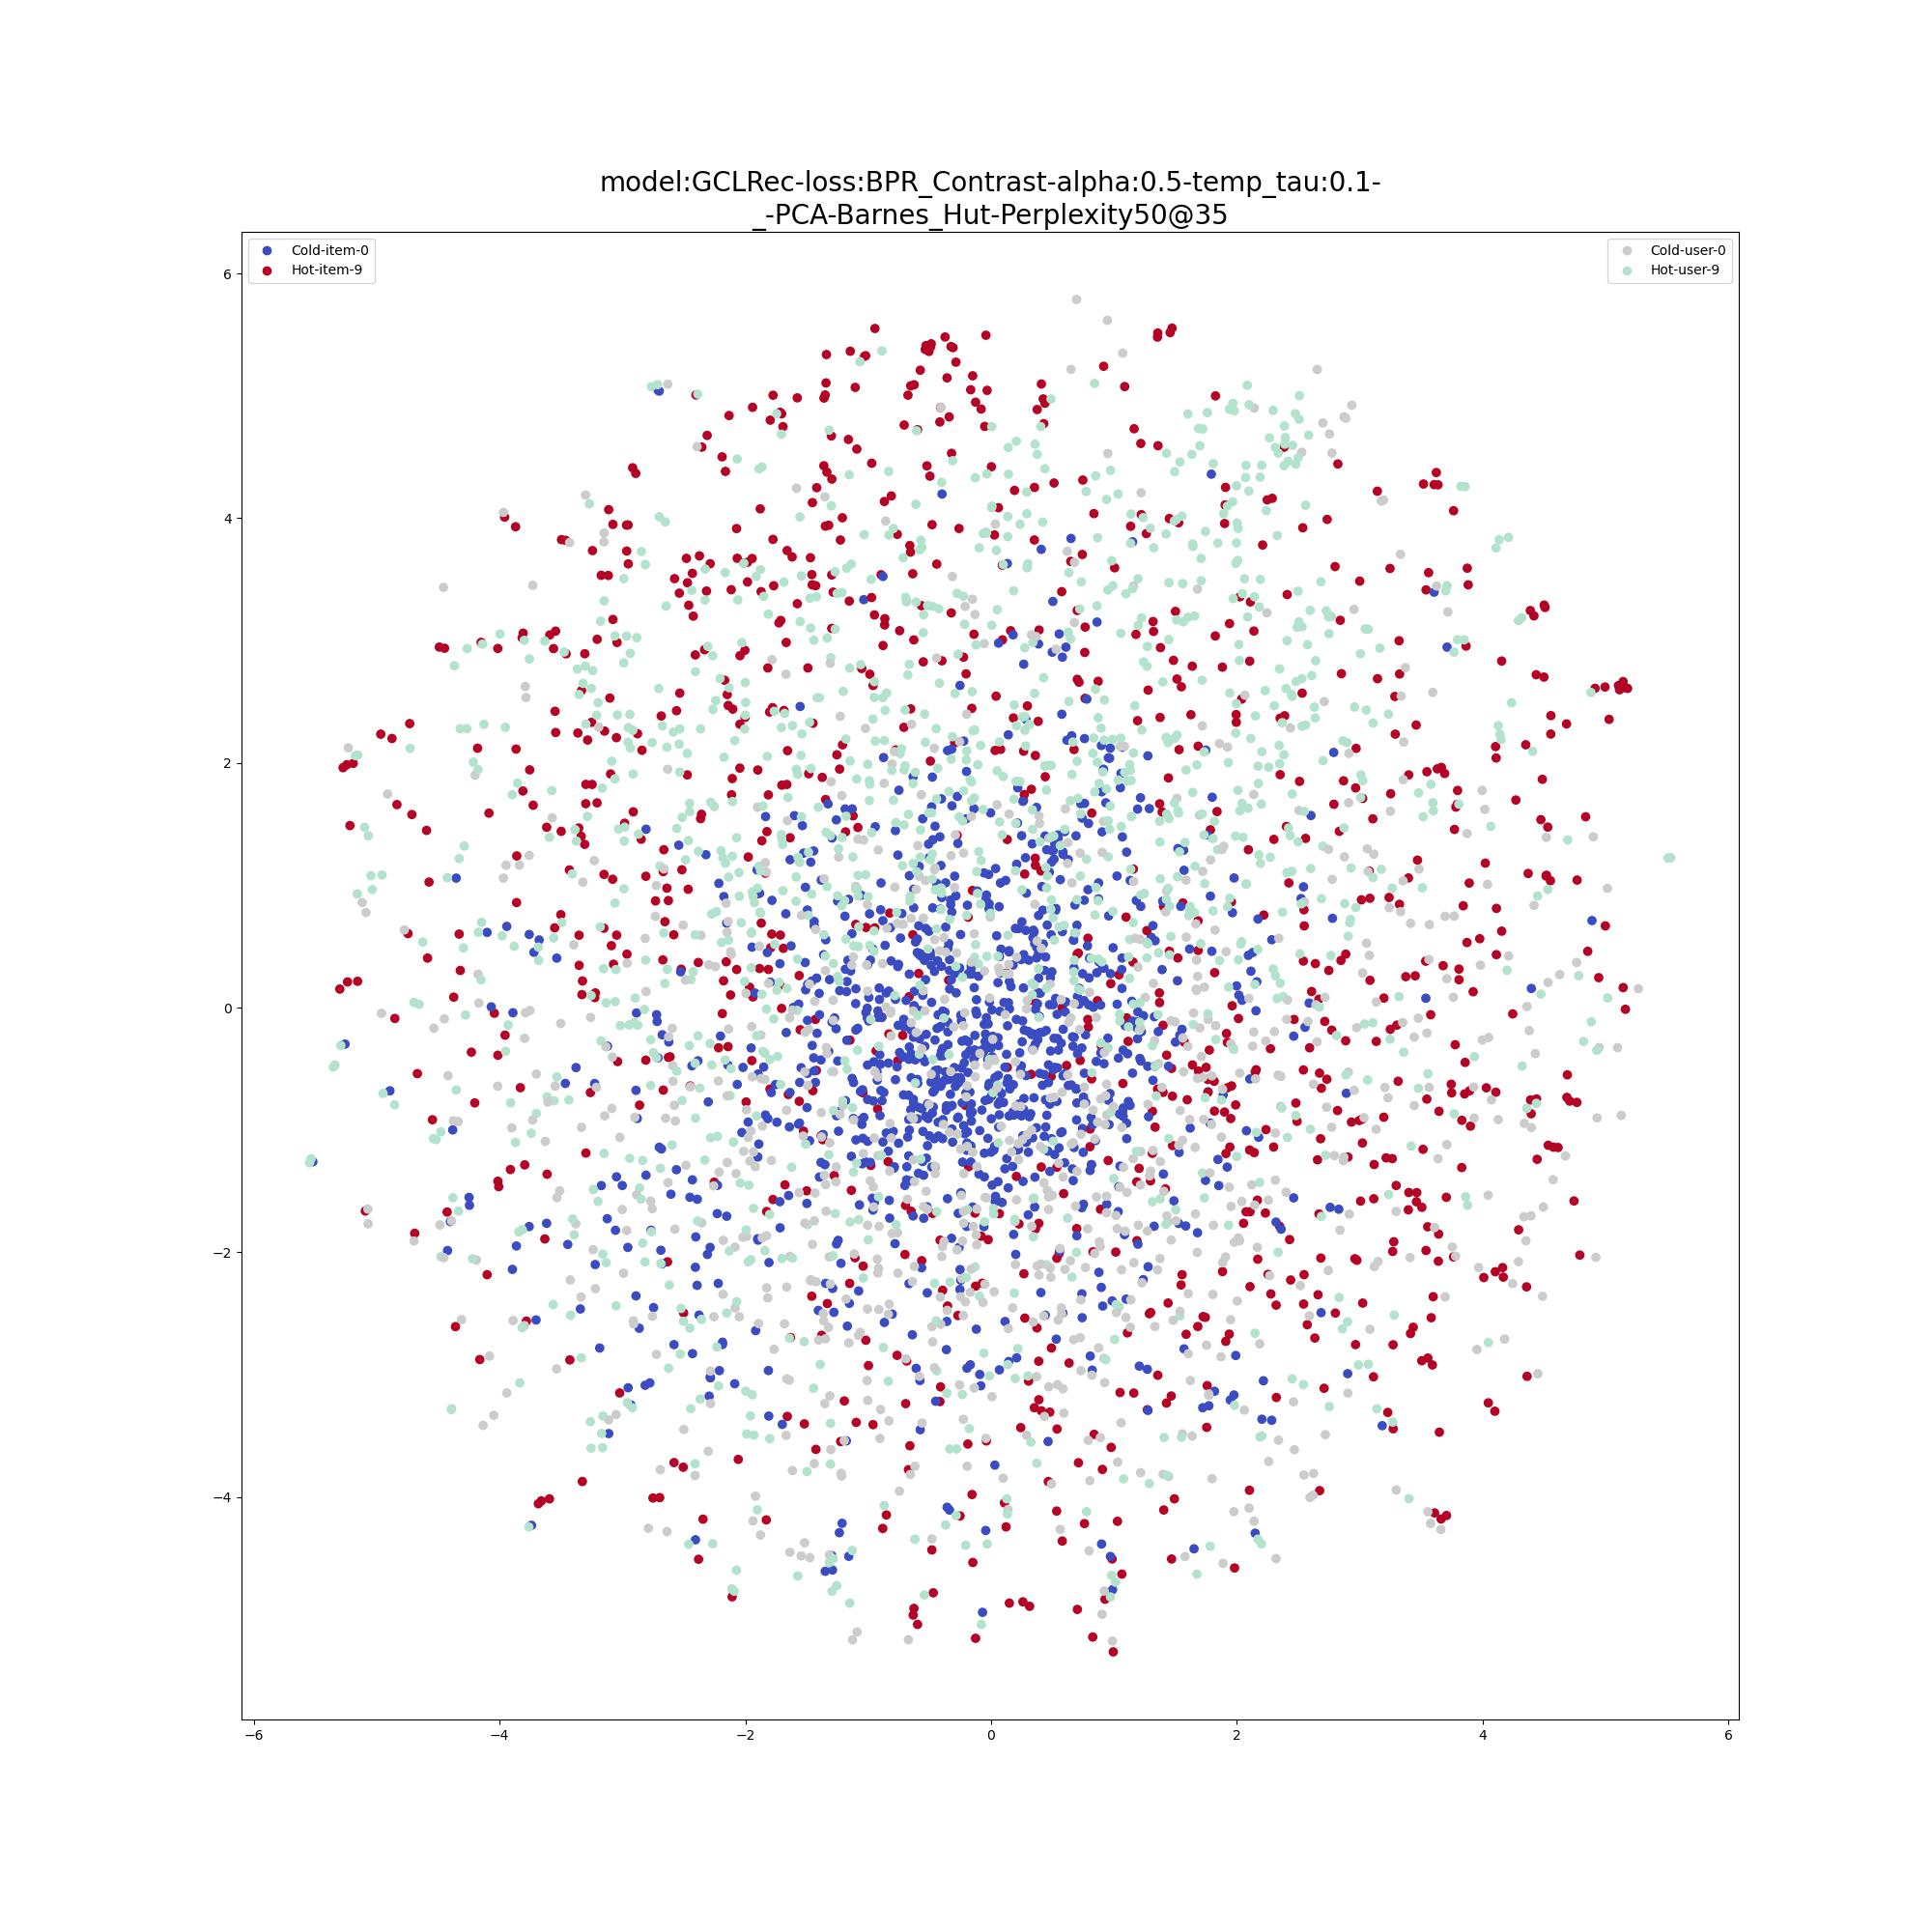 model:GCLRec-loss:BPR_Contrast-alpha:0.5-temp_tau:0.1-
_-PCA-Barnes_Hut-Perplexity50@35
Cold-item-0
Hot-item-9
Cold-user-0
Hot-user-9
6
4
2
0
−2
−4
−6
−4
−2
0
2
4
6